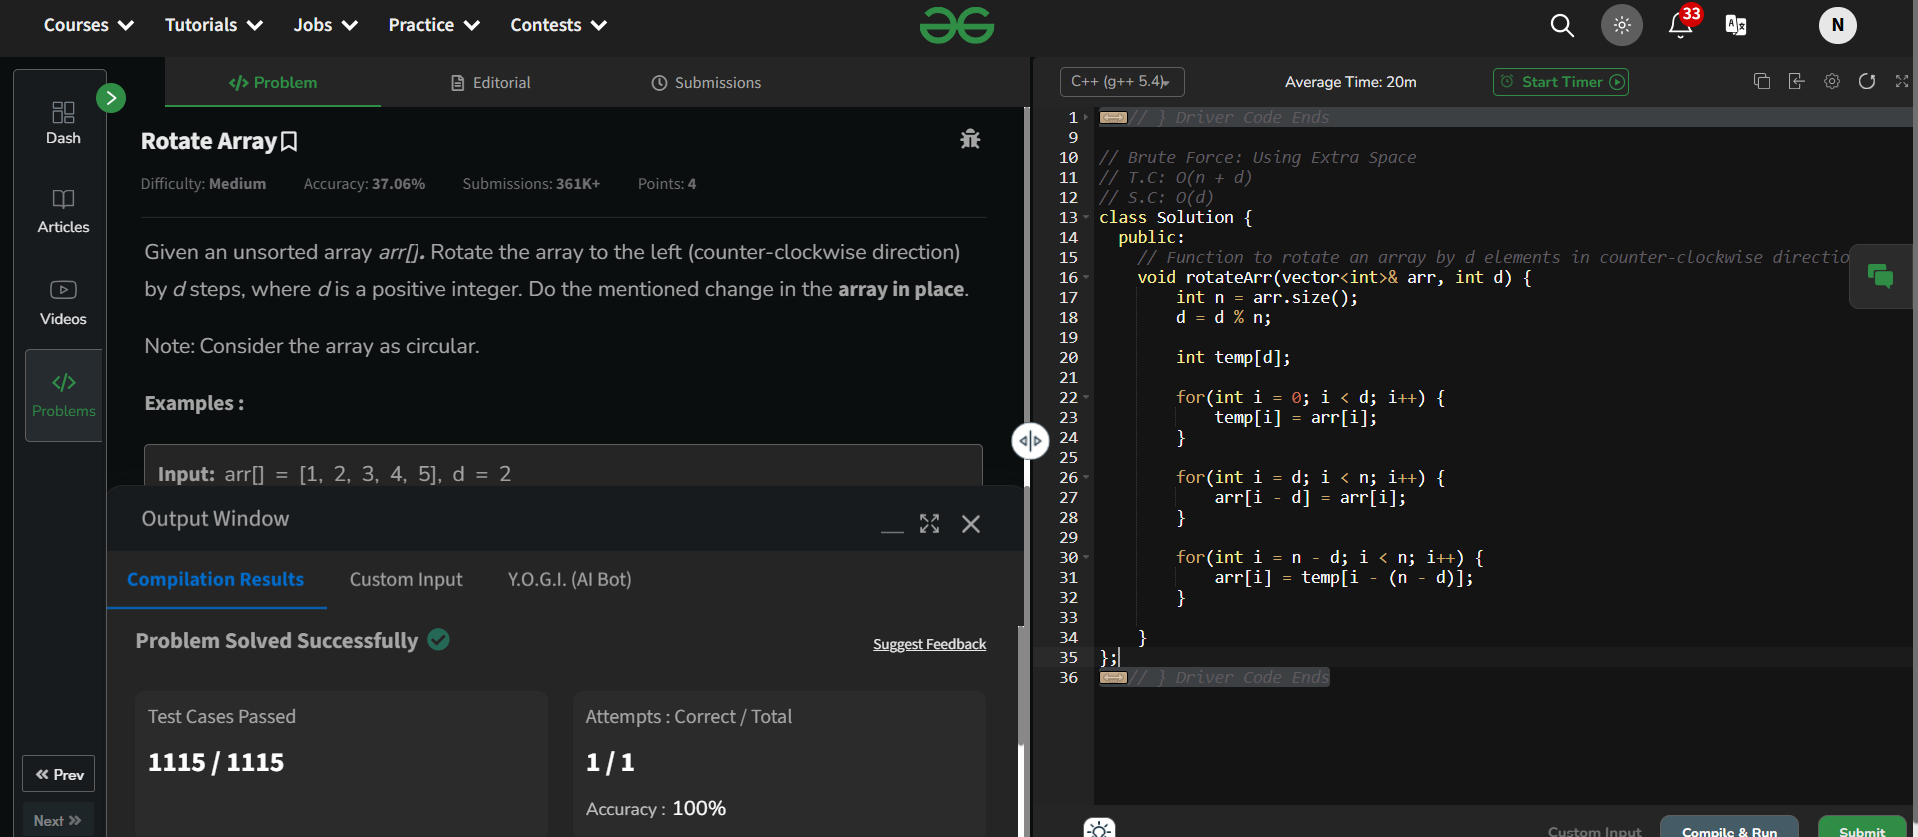 Courses
Tutorials
Jobs
Practice
Contests
33
N
Dash
Articles
Videos
Problems
Prev
Next
Problem
Editorial
Submissions
Rotate Array
Difficulty: Medium Accuracy: 37.06% Submissions: 361K+ Points: 4
Given an unsorted array arr[]. Rotate the array to the left (counter-clockwise direction)
by d steps, where d is a positive integer. Do the mentioned change in the array in place.
Note: Consider the array as circular.
Examples :
Input: arr[] = [1, 2, 3, 4, 5], d = 2
Output Window
Compilation Results
Custom Input
Y.O.G.I. (AI Bot)
Problem Solved Successfully
Suggest Feedback
Test Cases Passed
1115 / 1115
Attempts : Correct / Total
1 / 1
Accuracy : 100%
C++ (g++ 5.4)
Average Time: 20m
Start Timer
1 // } Driver Code Ends
9
10 // Brute Force: Using Extra Space
11 // T.C: O(n + d)
12 // S.C: O(d)
13 class Solution {
14 public:
15 // Function to rotate an array by d elements in counter-clockwise directio
16 void rotateArr(vector<int>& arr, int d) {
17 int n = arr.size();
18 d = d % n;
19
20 int temp[d];
21
22 for(int i = 0; i < d; i++) {
23 temp[i] = arr[i];
24 }
25
26 for(int i = d; i < n; i++) {
27 arr[i - d] = arr[i];
28 }
29
30 for(int i = n - d; i < n; i++) {
31 arr[i] = temp[i - (n - d)];
32 }
33
34 }
35 };
36 // } Driver Code Ends
Custom Input
Compile & Run
Submit